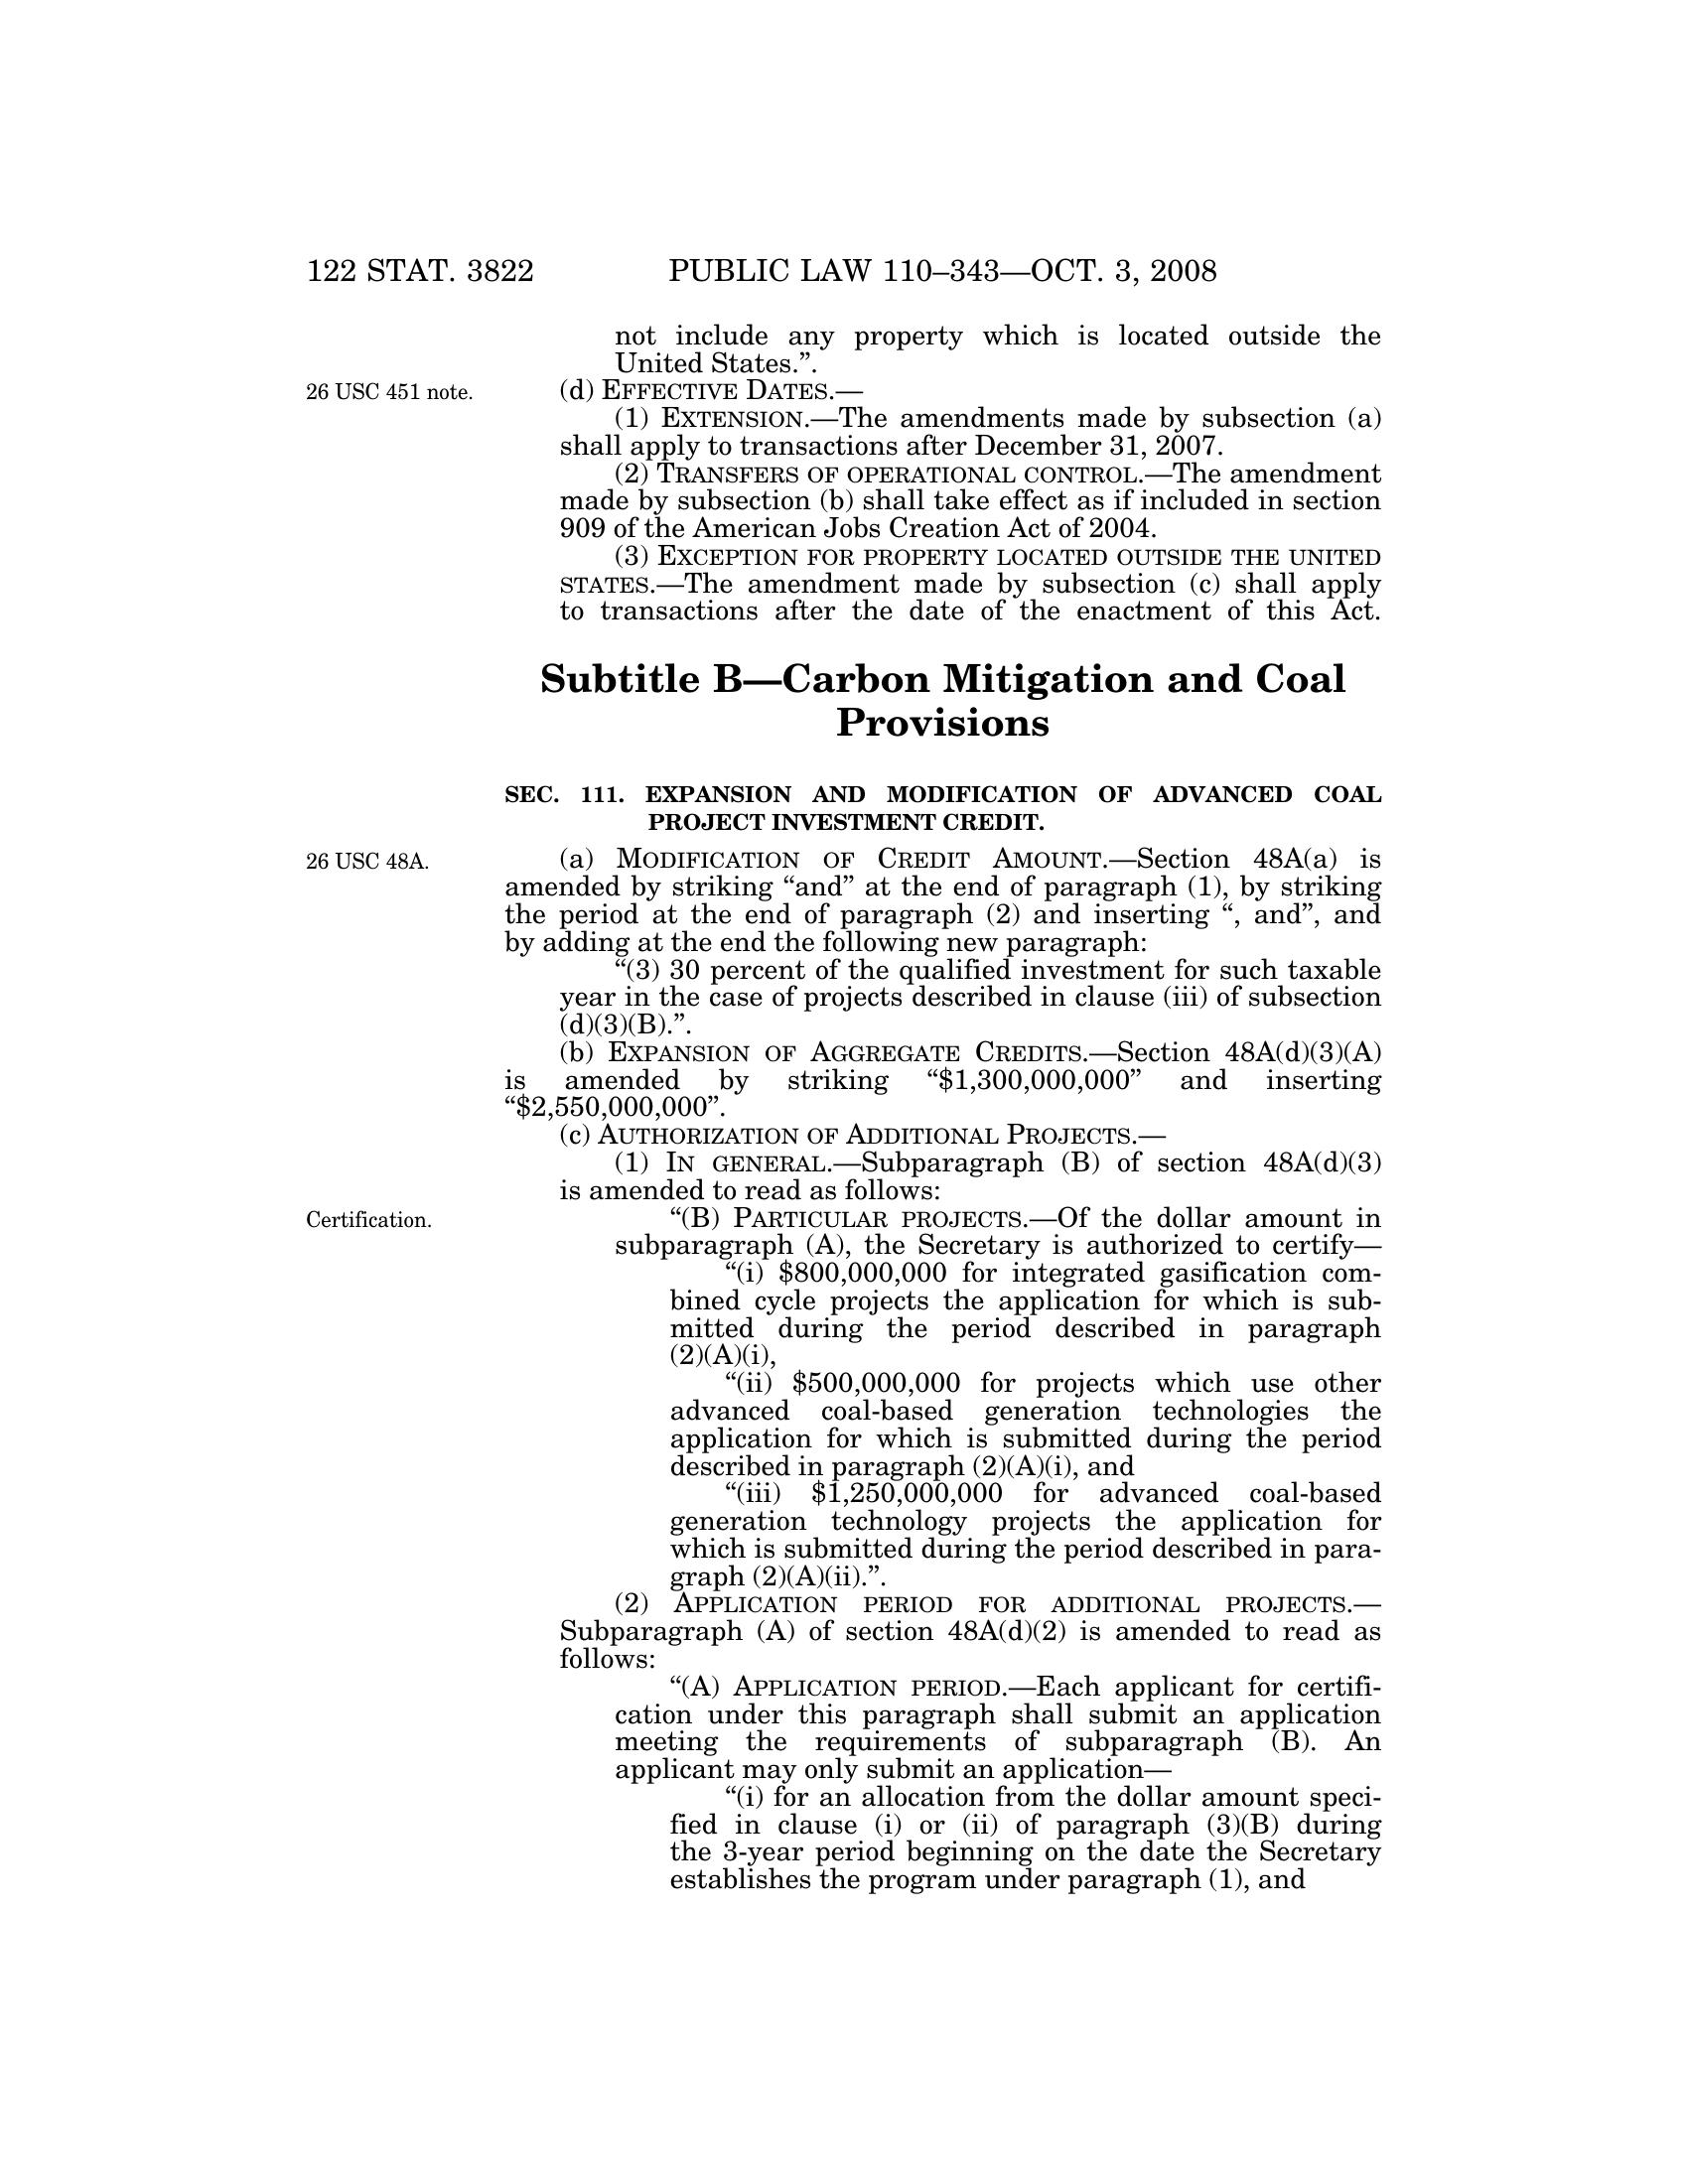 122 STAT. 3822 PUBLIC LAW 110–343—OCT. 3, 2008
not include any property which is located outside the
United States.”.
26 USC 451 note. (d) EFFECTIVE DATES.—
(1) EXTENSION.—The amendments made by subsection (a)
shall apply to transactions after December 31, 2007.
(2) TRANSFERS OF OPERATIONAL CONTROL.—The amendment
made by subsection (b) shall take effect as if included in section
909 of the American Jobs Creation Act of 2004.
(3) EXCEPTION FOR PROPERTY LOCATED OUTSIDE THE UNITED
STATES.—The amendment made by subsection (c) shall apply
to transactions after the date of the enactment of this Act.
Subtitle B—Carbon Mitigation and Coal
Provisions
SEC. 111. EXPANSION AND MODIFICATION OF ADVANCED COAL
PROJECT INVESTMENT CREDIT.
26 USC 48A. (a) MODIFICATION OF CREDIT AMOUNT.—Section 48A(a) is
amended by striking “and” at the end of paragraph (1), by striking
the period at the end of paragraph (2) and inserting “, and”, and
by adding at the end the following new paragraph:
“(3) 30 percent of the qualified investment for such taxable
year in the case of projects described in clause (iii) of subsection
(d)(3)(B).”.
(b) EXPANSION OF AGGREGATE CREDITS.—Section 48A(d)(3)(A)
is amended by striking “$1,300,000,000” and inserting
“$2,550,000,000”.
(c) AUTHORIZATION OF ADDITIONAL PROJECTS.—
(1) IN GENERAL.—Subparagraph (B) of section 48A(d)(3)
is amended to read as follows:
Certification. “(B) PARTICULAR PROJECTS.—Of the dollar amount in
subparagraph (A), the Secretary is authorized to certify—
“(i) $800,000,000 for integrated gasification com-
bined cycle projects the application for which is sub-
mitted during the period described in paragraph
(2)(A)(i),
“(ii) $500,000,000 for projects which use other
advanced coal-based generation technologies the
application for which is submitted during the period
described in paragraph (2)(A)(i), and
“(iii) $1,250,000,000 for advanced coal-based
generation technology projects the application for
which is submitted during the period described in para-
graph (2)(A)(ii).”.
(2) APPLICATION PERIOD FOR ADDITIONAL PROJECTS.—
Subparagraph (A) of section 48A(d)(2) is amended to read as
follows:
“(A) APPLICATION PERIOD.—Each applicant for certifi-
cation under this paragraph shall submit an application
meeting the requirements of subparagraph (B). An
applicant may only submit an application—
“(i) for an allocation from the dollar amount speci-
fied in clause (i) or (ii) of paragraph (3)(B) during
the 3-year period beginning on the date the Secretary
establishes the program under paragraph (1), and